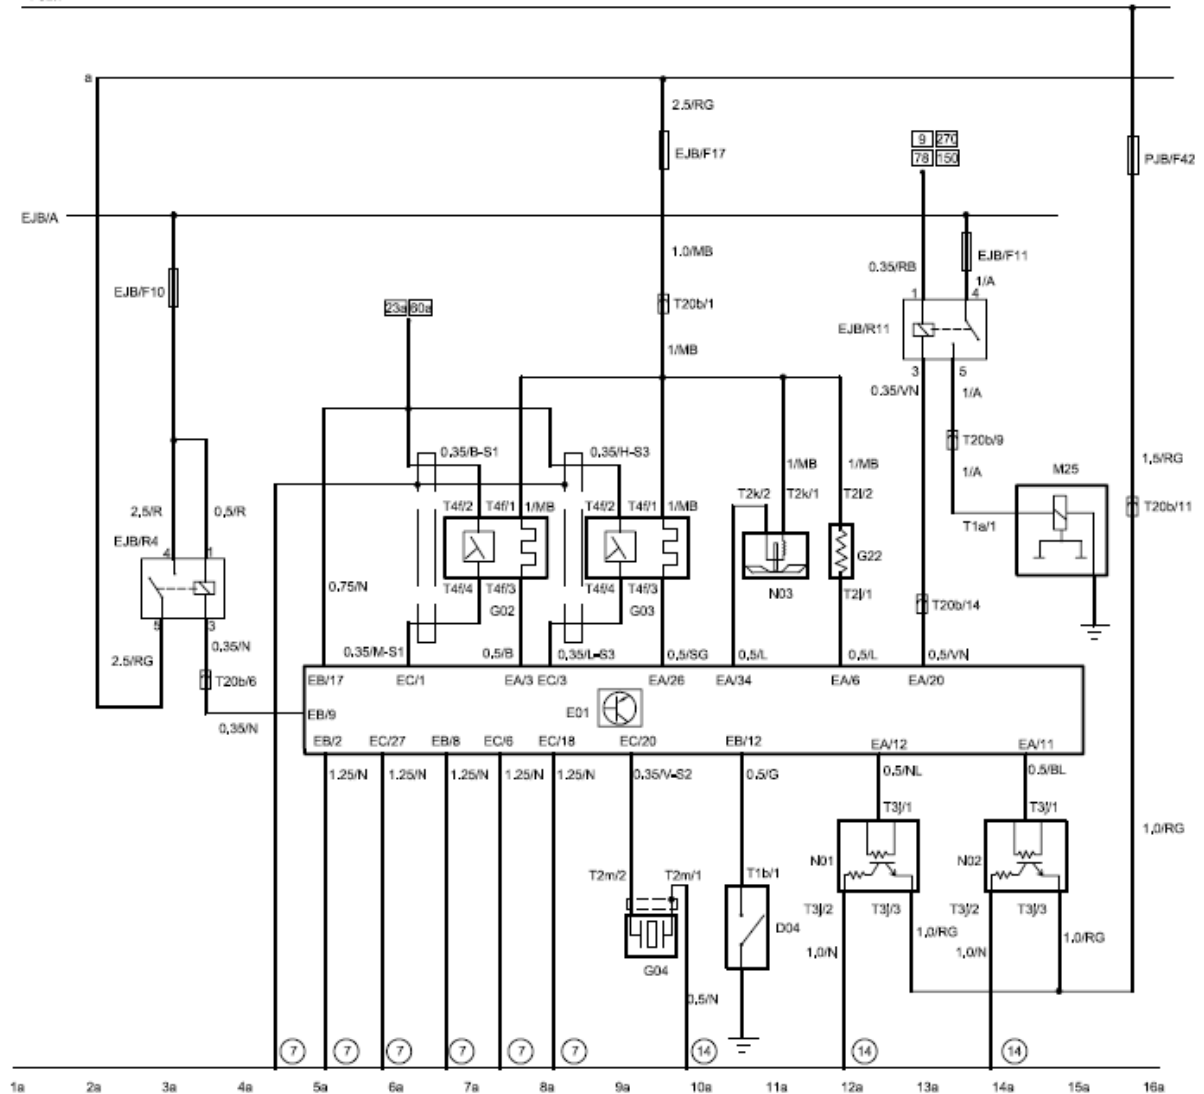 a
2.5/RG
EJB/F17
9 270
78 150
PJB/F42
EJB/A
1.0/MB
EJB/F11
0.35/RB
1/A
EJB/F10
23a 60a
T20b/1
1 4
EJB/R11
1/MB
3 5
0.35/VN
1/A
T20b/9
0.35/B-S1
0.35/H-S3
1/MB
1/MB
1/A
M25
1.5/RG
T2k/2 T2k/1
T2l/2
T4f/2 T4f/1
1/MB
T4f/2 T4f/1
1/MB
T20b/11
2.5/R
0.5/R
T1a/1
EJB/R4
4 1
G22
0.75/N
T4f/4 T4f/3
T4f/4 T4f/3
N03
T2l/1
G02
G03
T20b/14
5 3
0.35/N
2.5/RG
0.35/M-S1
0.5/B
0.35/L-S3
0.5/SG
0.5/L
0.5/L
0.5/VN
T20b/6
EB/17 EC/1 EA/3 EC/3 EA/26 EA/34 EA/6 EA/20
E01
EB/9
0.35/N
EB/2 EC/27 EB/8 EC/6 EC/18 EC/20 EB/12 EA/12 EA/11
1.25/N 1.25/N 1.25/N 1.25/N 1.25/N 0.35/V-S2 0.5/G 0.5/NL 0.5/BL
T3j/1 T3j/1
1.0/RG
N01
N02
T2m/2 T2m/1 T1b/1
T3j/2 T3j/3 T3j/2 T3j/3
D04
1.0/RG
1.0/RG
1.0/N
1.0/N
G04
0.5/N
7 7 7 7 7 7 14 14 14
1a 2a 3a 4a 5a 6a 7a 8a 9a 10a 11a 12a 13a 14a 15a 16a